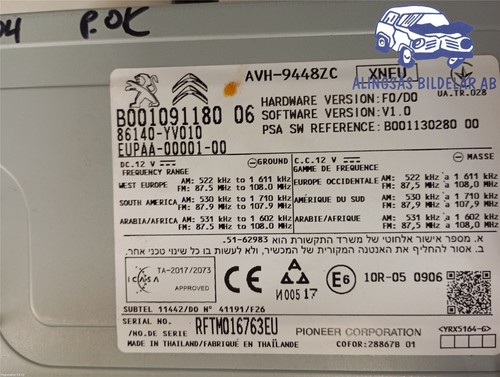 04 P.OK
ALINGSÅS BILDELAR AB
AVH-9448ZC XNEU
UA.TR.028
B001091180 06
86140-YV010
EUPAA-00001-00
HARDWARE VERSION:F0/D0
SOFTWARE VERSION:V1.0
PSA SW REFERENCE:B001130280 00
DC.12 V GROUND
FREQUENCY RANGE
WEST EUROPE AM: 522 kHz to 1 611 kHz
FM: 87.5 MHz to 108.0 MHz
SOUTH AMERICA AM: 530 kHz to 1 710 kHz
FM: 87.9 MHz to 107.9 MHz
ARABIA/AFRICA AM: 531 kHz to 1 602 kHz
FM: 87.5 MHz to 108.0 MHz
C.C.12 V MASSE
GAMME DE FREQUENCE
EUROPE OCCIDENTALE AM: 522 kHz à 1 611 kHz
FM: 87,5 MHz à 108,0 MHz
AMÉRIQUE DU SUD AM: 530 kHz à 1 710 kHz
FM: 87,9 MHz à 107,9 MHz
ARABIE/AFRIQUE AM: 531 kHz à 1 602 kHz
FM: 87,5 MHz à 108,0 MHz
א. מספר אישור אלחוטי של משרד התקשורת הוא 51-62983.
ב. אסור להחליף את האנטנה המקורית של המכשיר, ולא לעשות בו כל שינוי טכני אחר.
ICASA TA-2017/2073
CE
N005 17
E6 10R-05 0906
SUBTEL 11442/DO N° 41191/F26
SERIAL NO.
/NO. DE SERIE RFTM016763EU
PIONEER CORPORATION <YRX5164-G>
MADE IN THAILAND/FABRIQUÉ EN THAÏLANDE COFOR:28867B 01